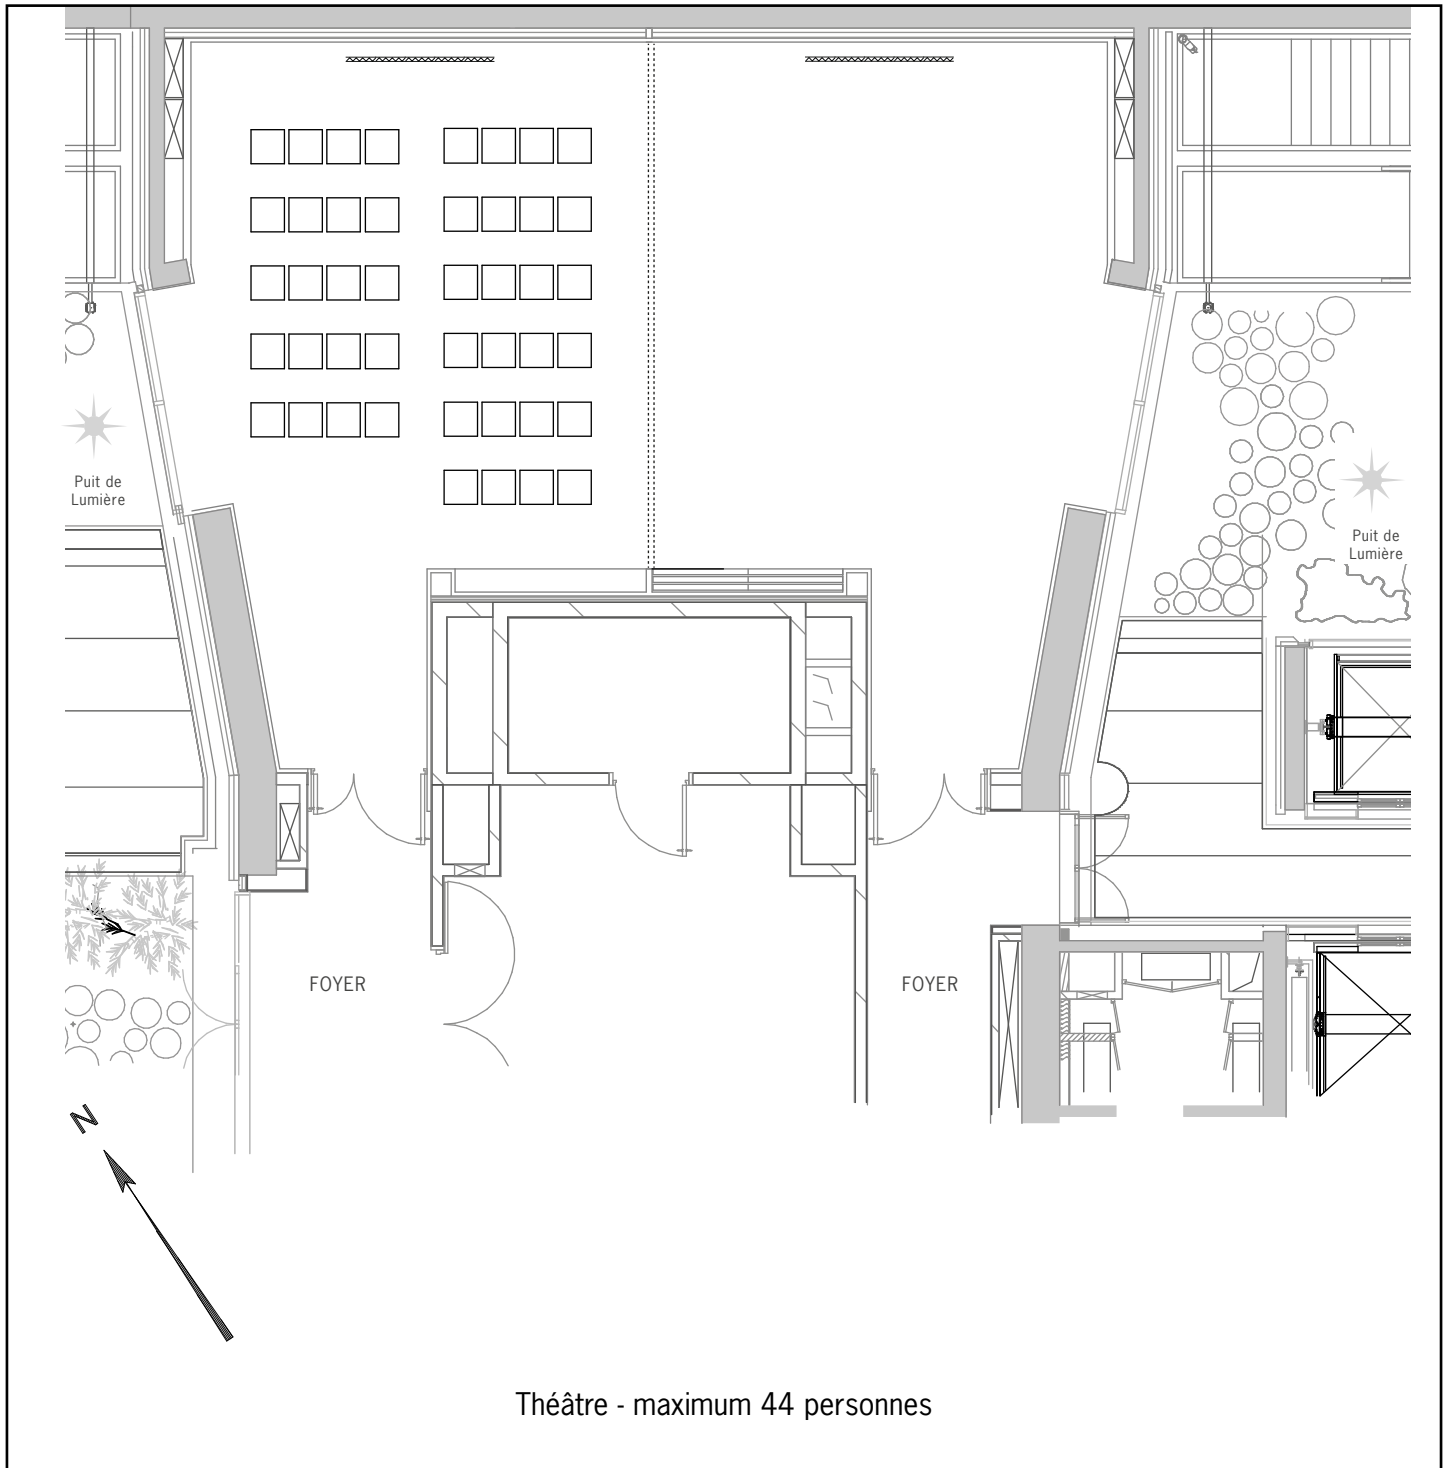 Puit de
Lumière
Puit de
Lumière
FOYER
FOYER
N
Théâtre - maximum 44 personnes